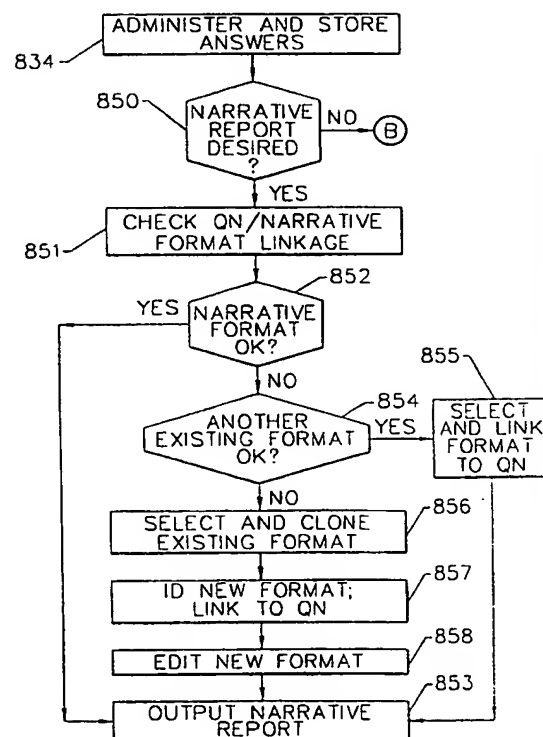 ADMINISTER AND STORE
ANSWERS
834
850
NARRATIVE
REPORT
DESIRED
?
NO
B
YES
CHECK QN/NARRATIVE
FORMAT LINKAGE
851
852
YES
NARRATIVE
FORMAT
OK?
NO
854
ANOTHER
EXISTING FORMAT
OK?
YES
855
SELECT
AND LINK
FORMAT
TO QN
NO
SELECT AND CLONE
EXISTING FORMAT
856
ID NEW FORMAT;
LINK TO QN
857
EDIT NEW FORMAT
858
OUTPUT NARRATIVE
REPORT
853